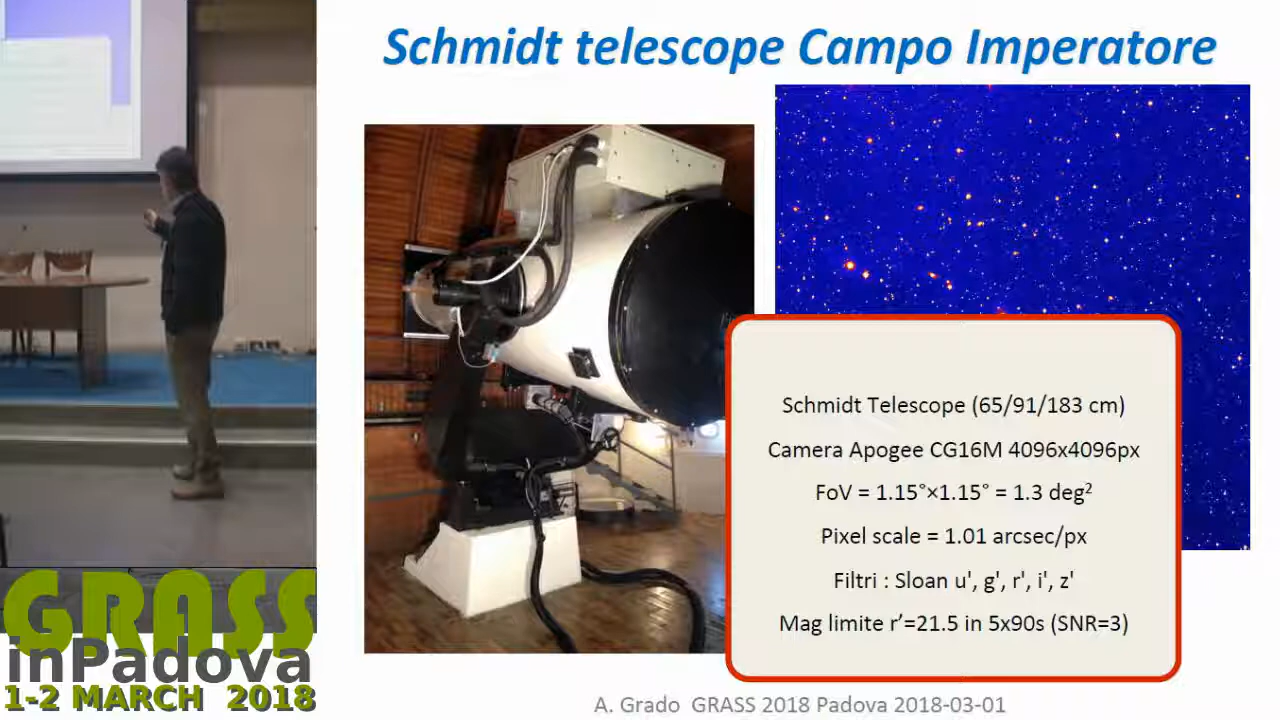 Schmidt telescope Campo Imperatore
Schmidt Telescope (65/91/183 cm)
Camera Apogee CG16M 4096x4096px
FoV = 1.15°×1.15° = 1.3 deg²
Pixel scale = 1.01 arcsec/px
Filtri : Sloan u', g', r', i', z'
Mag limite r’=21.5 in 5x90s (SNR=3)
A. Grado GRASS 2018 Padova 2018-03-01
GRASS
inPadova
1-2 MARCH 2018